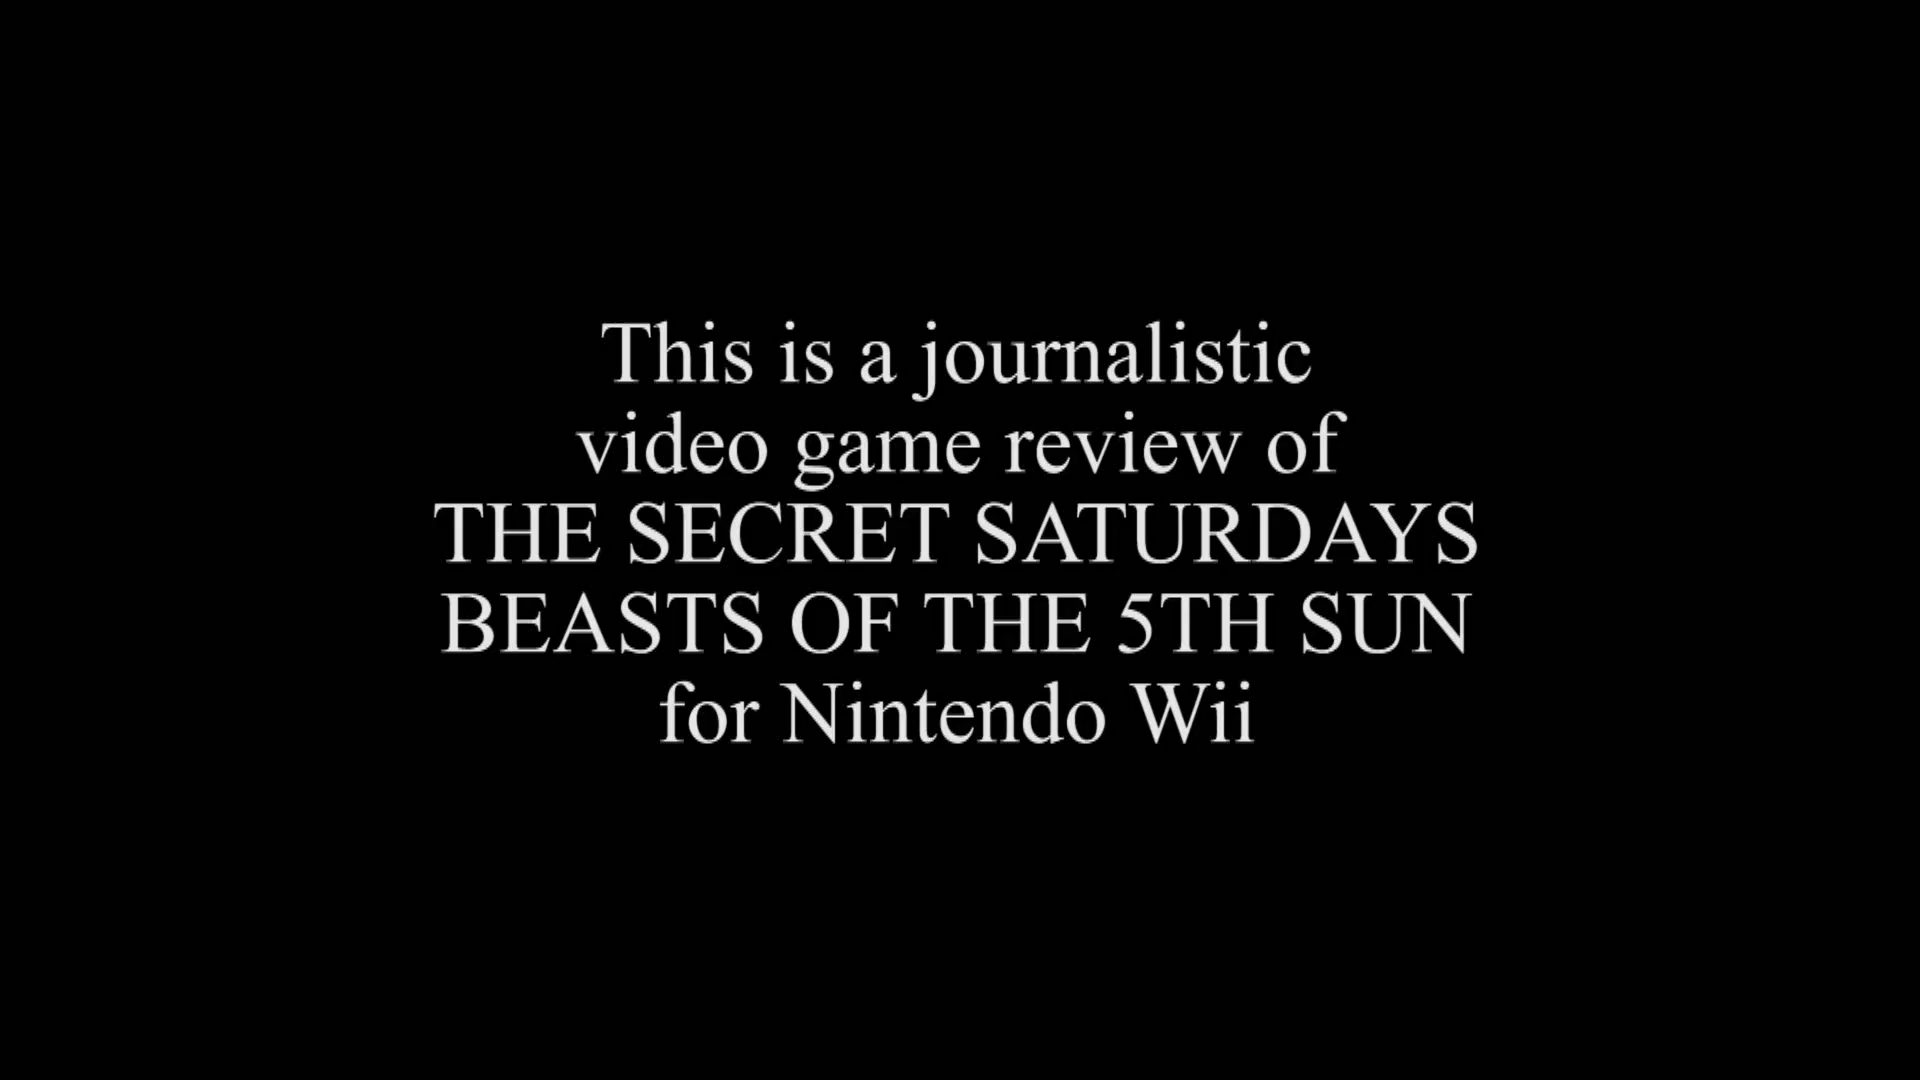 This is a journalistic
video game review of
THE SECRET SATURDAYS
BEASTS OF THE 5TH SUN
for Nintendo Wii